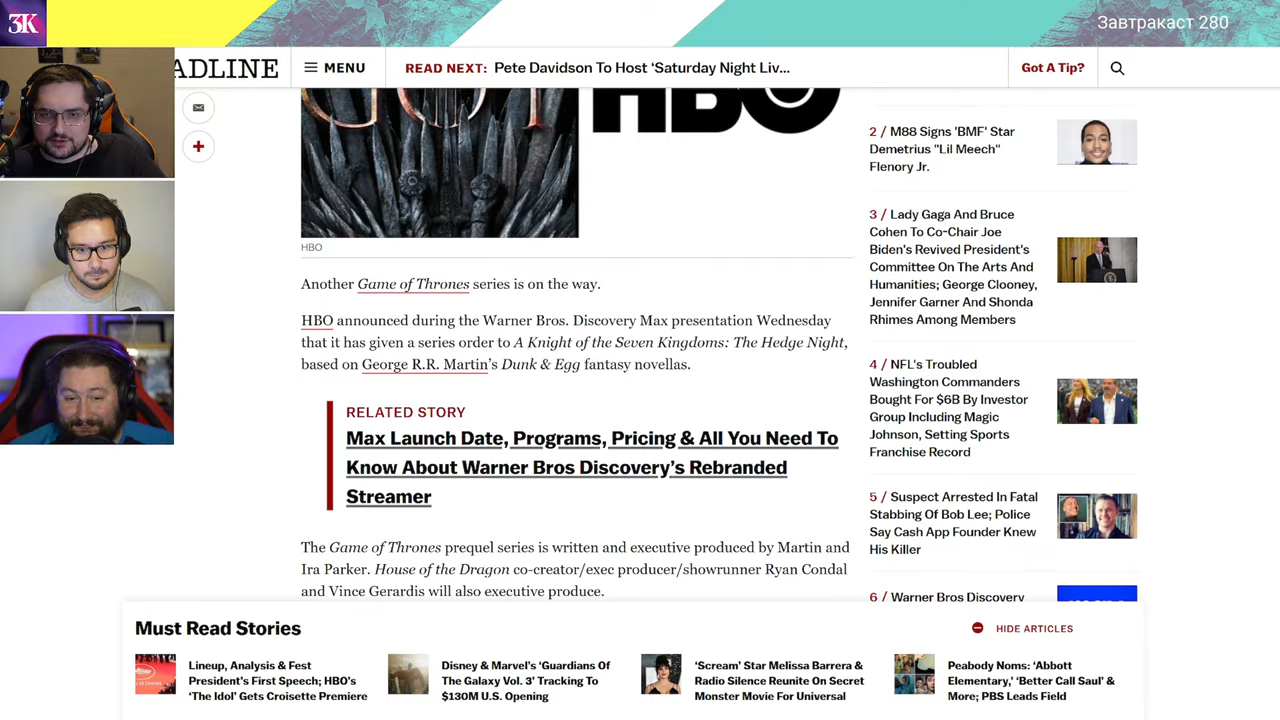 3K
Завтракаст 280
ADLINE
MENU
READ NEXT: Pete Davidson To Host ‘Saturday Night Liv...
Got A Tip?
GOT
HBO
HBO
Another Game of Thrones series is on the way.
HBO announced during the Warner Bros. Discovery Max presentation Wednesday
that it has given a series order to A Knight of the Seven Kingdoms: The Hedge Night,
based on George R.R. Martin’s Dunk & Egg fantasy novellas.
RELATED STORY
Max Launch Date, Programs, Pricing & All You Need To
Know About Warner Bros Discovery’s Rebranded
Streamer
The Game of Thrones prequel series is written and executive produced by Martin and
Ira Parker. House of the Dragon co-creator/exec producer/showrunner Ryan Condal
and Vince Gerardis will also executive produce.
2 / M88 Signs 'BMF' Star
Demetrius "Lil Meech"
Flenory Jr.
3 / Lady Gaga And Bruce
Cohen To Co-Chair Joe
Biden's Revived President's
Committee On The Arts And
Humanities; George Clooney,
Jennifer Garner And Shonda
Rhimes Among Members
4 / NFL's Troubled
Washington Commanders
Bought For $6B By Investor
Group Including Magic
Johnson, Setting Sports
Franchise Record
5 / Suspect Arrested In Fatal
Stabbing Of Bob Lee; Police
Say Cash App Founder Knew
His Killer
6 / Warner Bros Discovery
Must Read Stories
HIDE ARTICLES
Lineup, Analysis & Fest
President’s First Speech; HBO’s
‘The Idol’ Gets Croisette Premiere
Disney & Marvel’s ‘Guardians Of
The Galaxy Vol. 3’ Tracking To
$130M U.S. Opening
‘Scream’ Star Melissa Barrera &
Radio Silence Reunite On Secret
Monster Movie For Universal
Peabody Noms: ‘Abbott
Elementary,’ ‘Better Call Saul’ &
More; PBS Leads Field